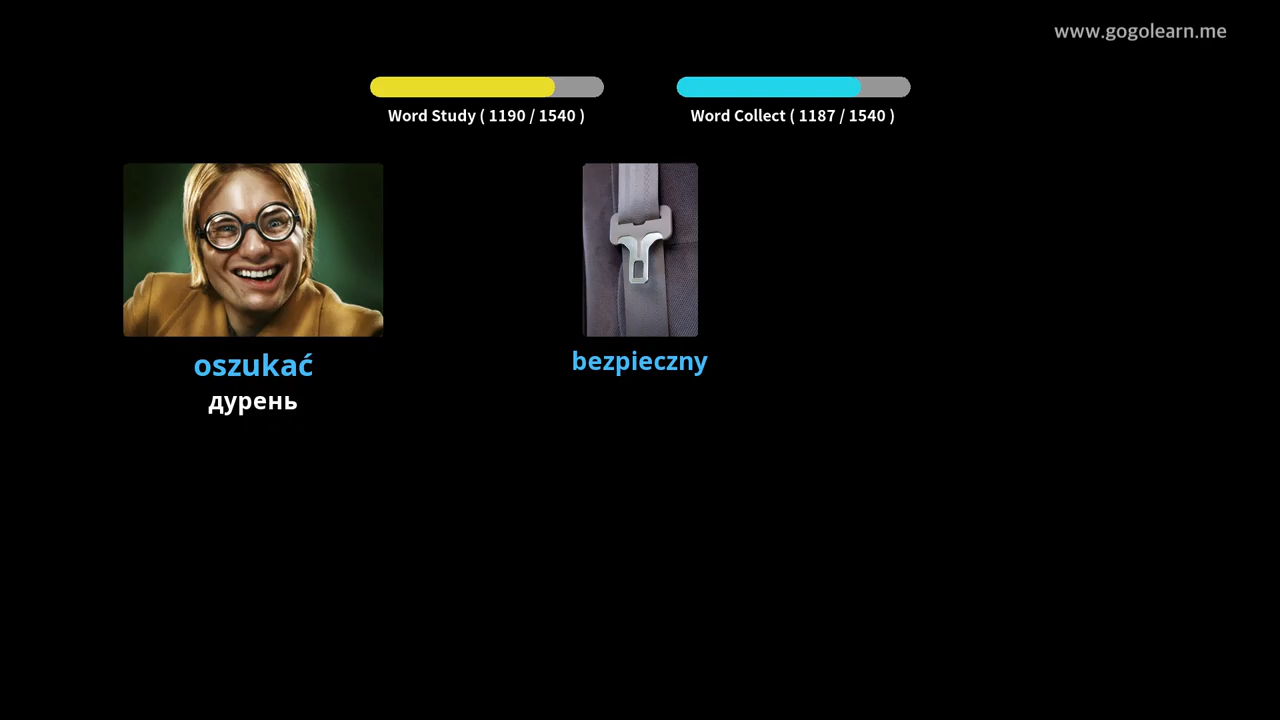 www.gogolearn.me
Word Study ( 1190 / 1540 )
Word Collect ( 1187 / 1540 )
oszukać
дурень
bezpieczny